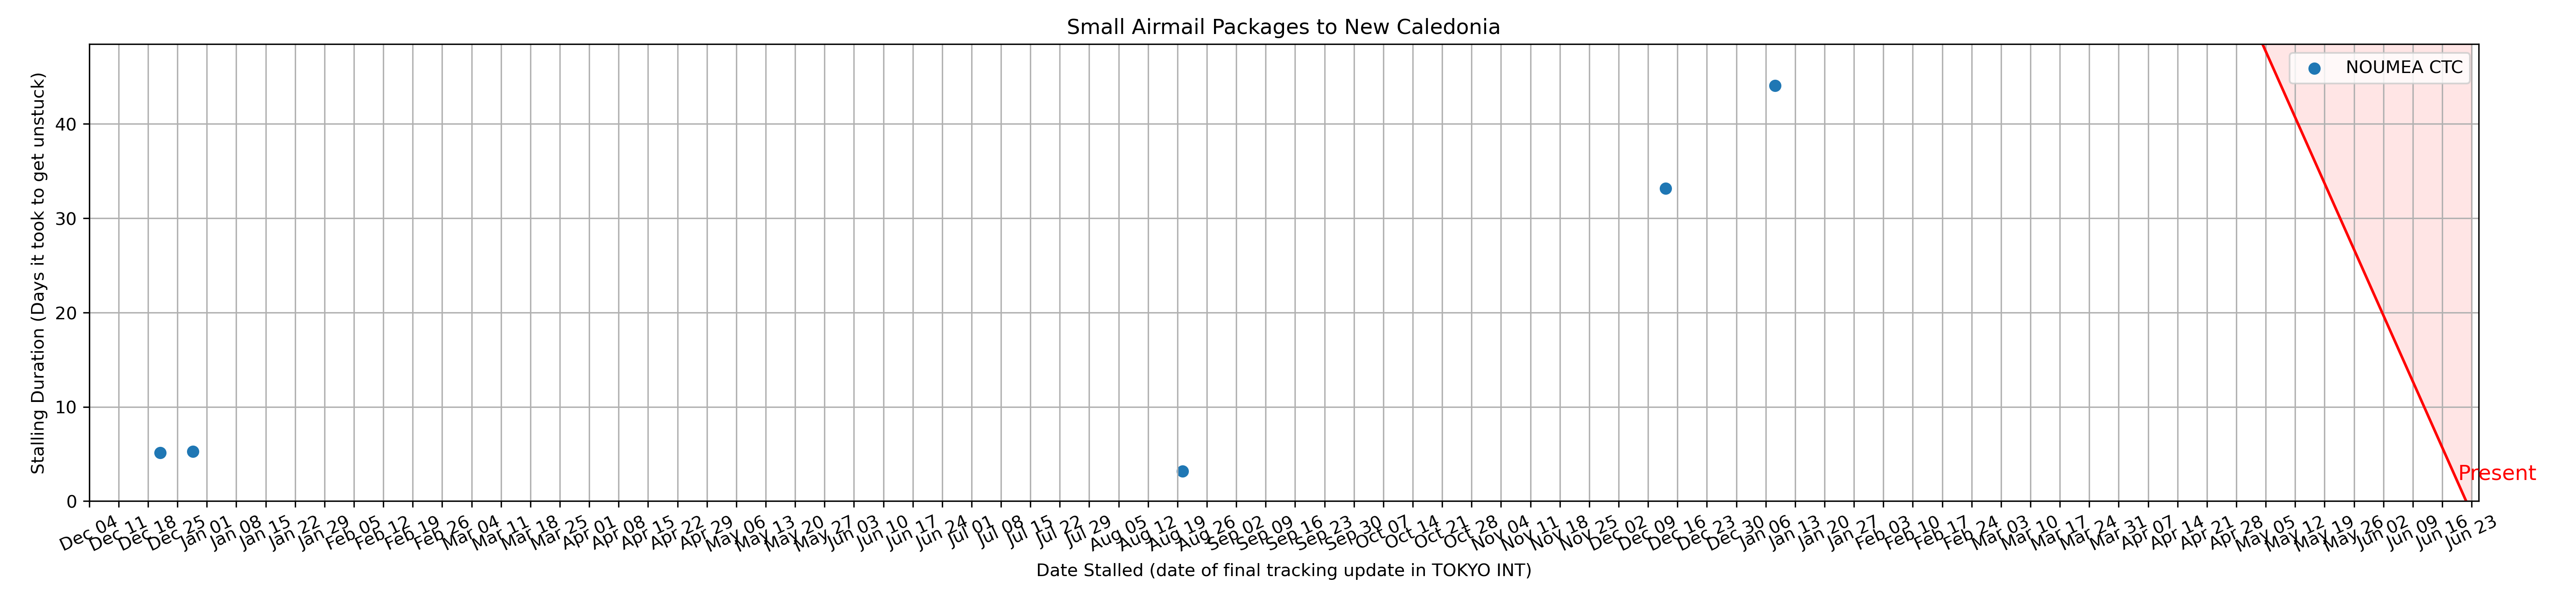 Small Airmail Packages to New Caledonia
NOUMEA CTC
Stalling Duration (Days it took to get unstuck)
40
30
20
10
0
Present
Dec 04
Dec 11
Dec 18
Dec 25
Jan 01
Jan 08
Jan 15
Jan 22
Jan 29
Feb 05
Feb 12
Feb 19
Feb 26
Mar 04
Mar 11
Mar 18
Mar 25
Apr 01
Apr 08
Apr 15
Apr 22
Apr 29
May 06
May 13
May 20
May 27
Jun 03
Jun 10
Jun 17
Jun 24
Jul 01
Jul 08
Jul 15
Jul 22
Jul 29
Aug 05
Aug 12
Aug 19
Aug 26
Sep 02
Sep 09
Sep 16
Sep 23
Sep 30
Oct 07
Oct 14
Oct 21
Oct 28
Nov 04
Nov 11
Nov 18
Nov 25
Dec 02
Dec 09
Dec 16
Dec 23
Dec 30
Jan 06
Jan 13
Jan 20
Jan 27
Feb 03
Feb 10
Feb 17
Feb 24
Mar 03
Mar 10
Mar 17
Mar 24
Mar 31
Apr 07
Apr 14
Apr 21
Apr 28
May 05
May 12
May 19
May 26
Jun 02
Jun 09
Jun 16
Jun 23
Date Stalled (date of final tracking update in TOKYO INT)